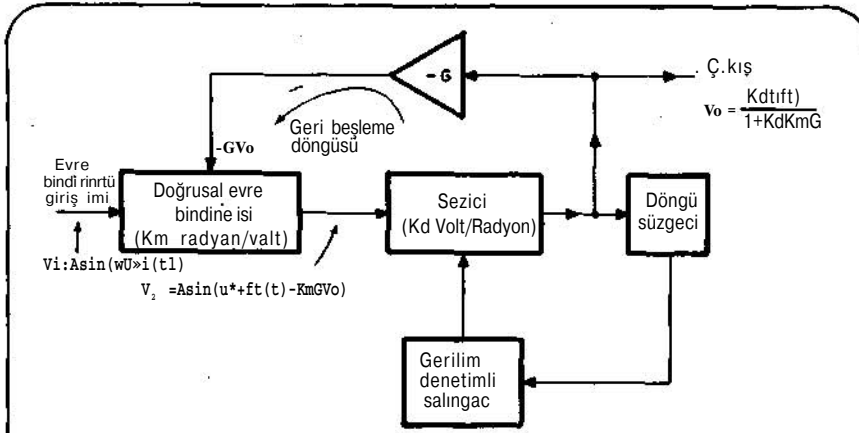 - G
Ç.kış
Vo = Kdtıft) / 1+KdKmG
Geri besleme
döngüsü
-GVo
Evre
bindî rinrtü
giriş imi
Doğrusal evre
bindine isi
(Km radyan/valt)
Sezici
(Kd Volt/Radyon)
Döngü
süzgeci
Vi:Asin(wU»i(tl
V₂ =Asin(u*+ft(t)-KmGVo)
Gerilim
denetimli
salıngac